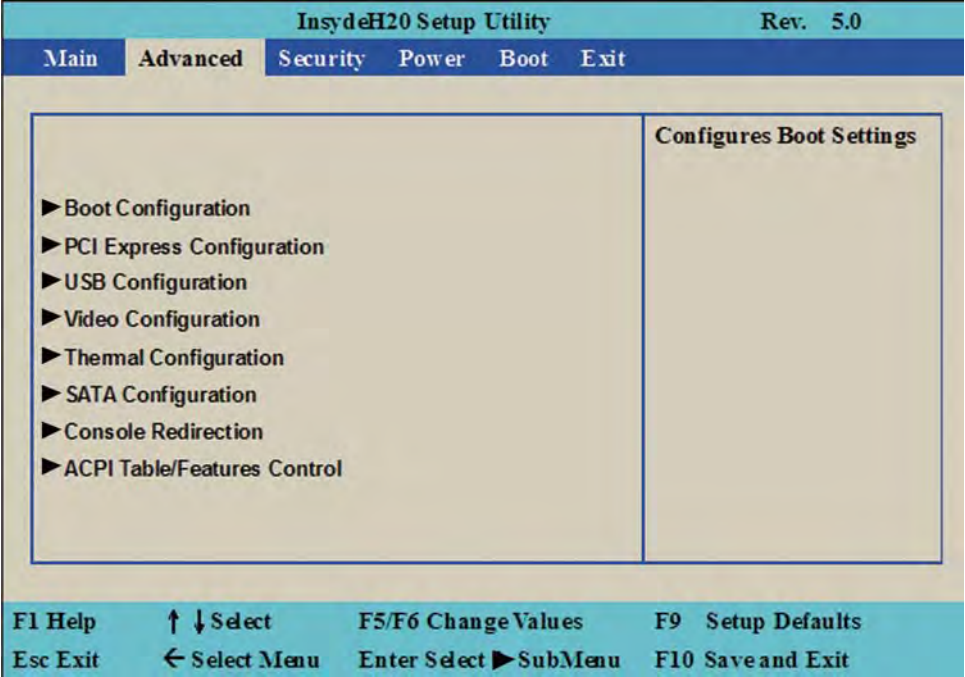 InsydeH20 Setup Utility Rev. 5.0
Main Advanced Security Power Boot Exit
Configures Boot Settings
►Boot Configuration
►PCI Express Configuration
►USB Configuration
►Video Configuration
►Thermal Configuration
►SATA Configuration
►Console Redirection
►ACPI Table/Features Control
F1 Help ↑↓Select F5/F6 Change Values F9 Setup Defaults
Esc Exit ←Select Menu Enter Select►SubMenu F10 Save and Exit